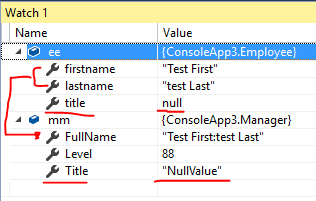 Watch 1
Name Value
ee {ConsoleApp3.Employee}
firstname "Test First"
lastname "test Last"
title null
mm {ConsoleApp3.Manager}
FullName "Test First:test Last"
Level 88
Title "NullValue"